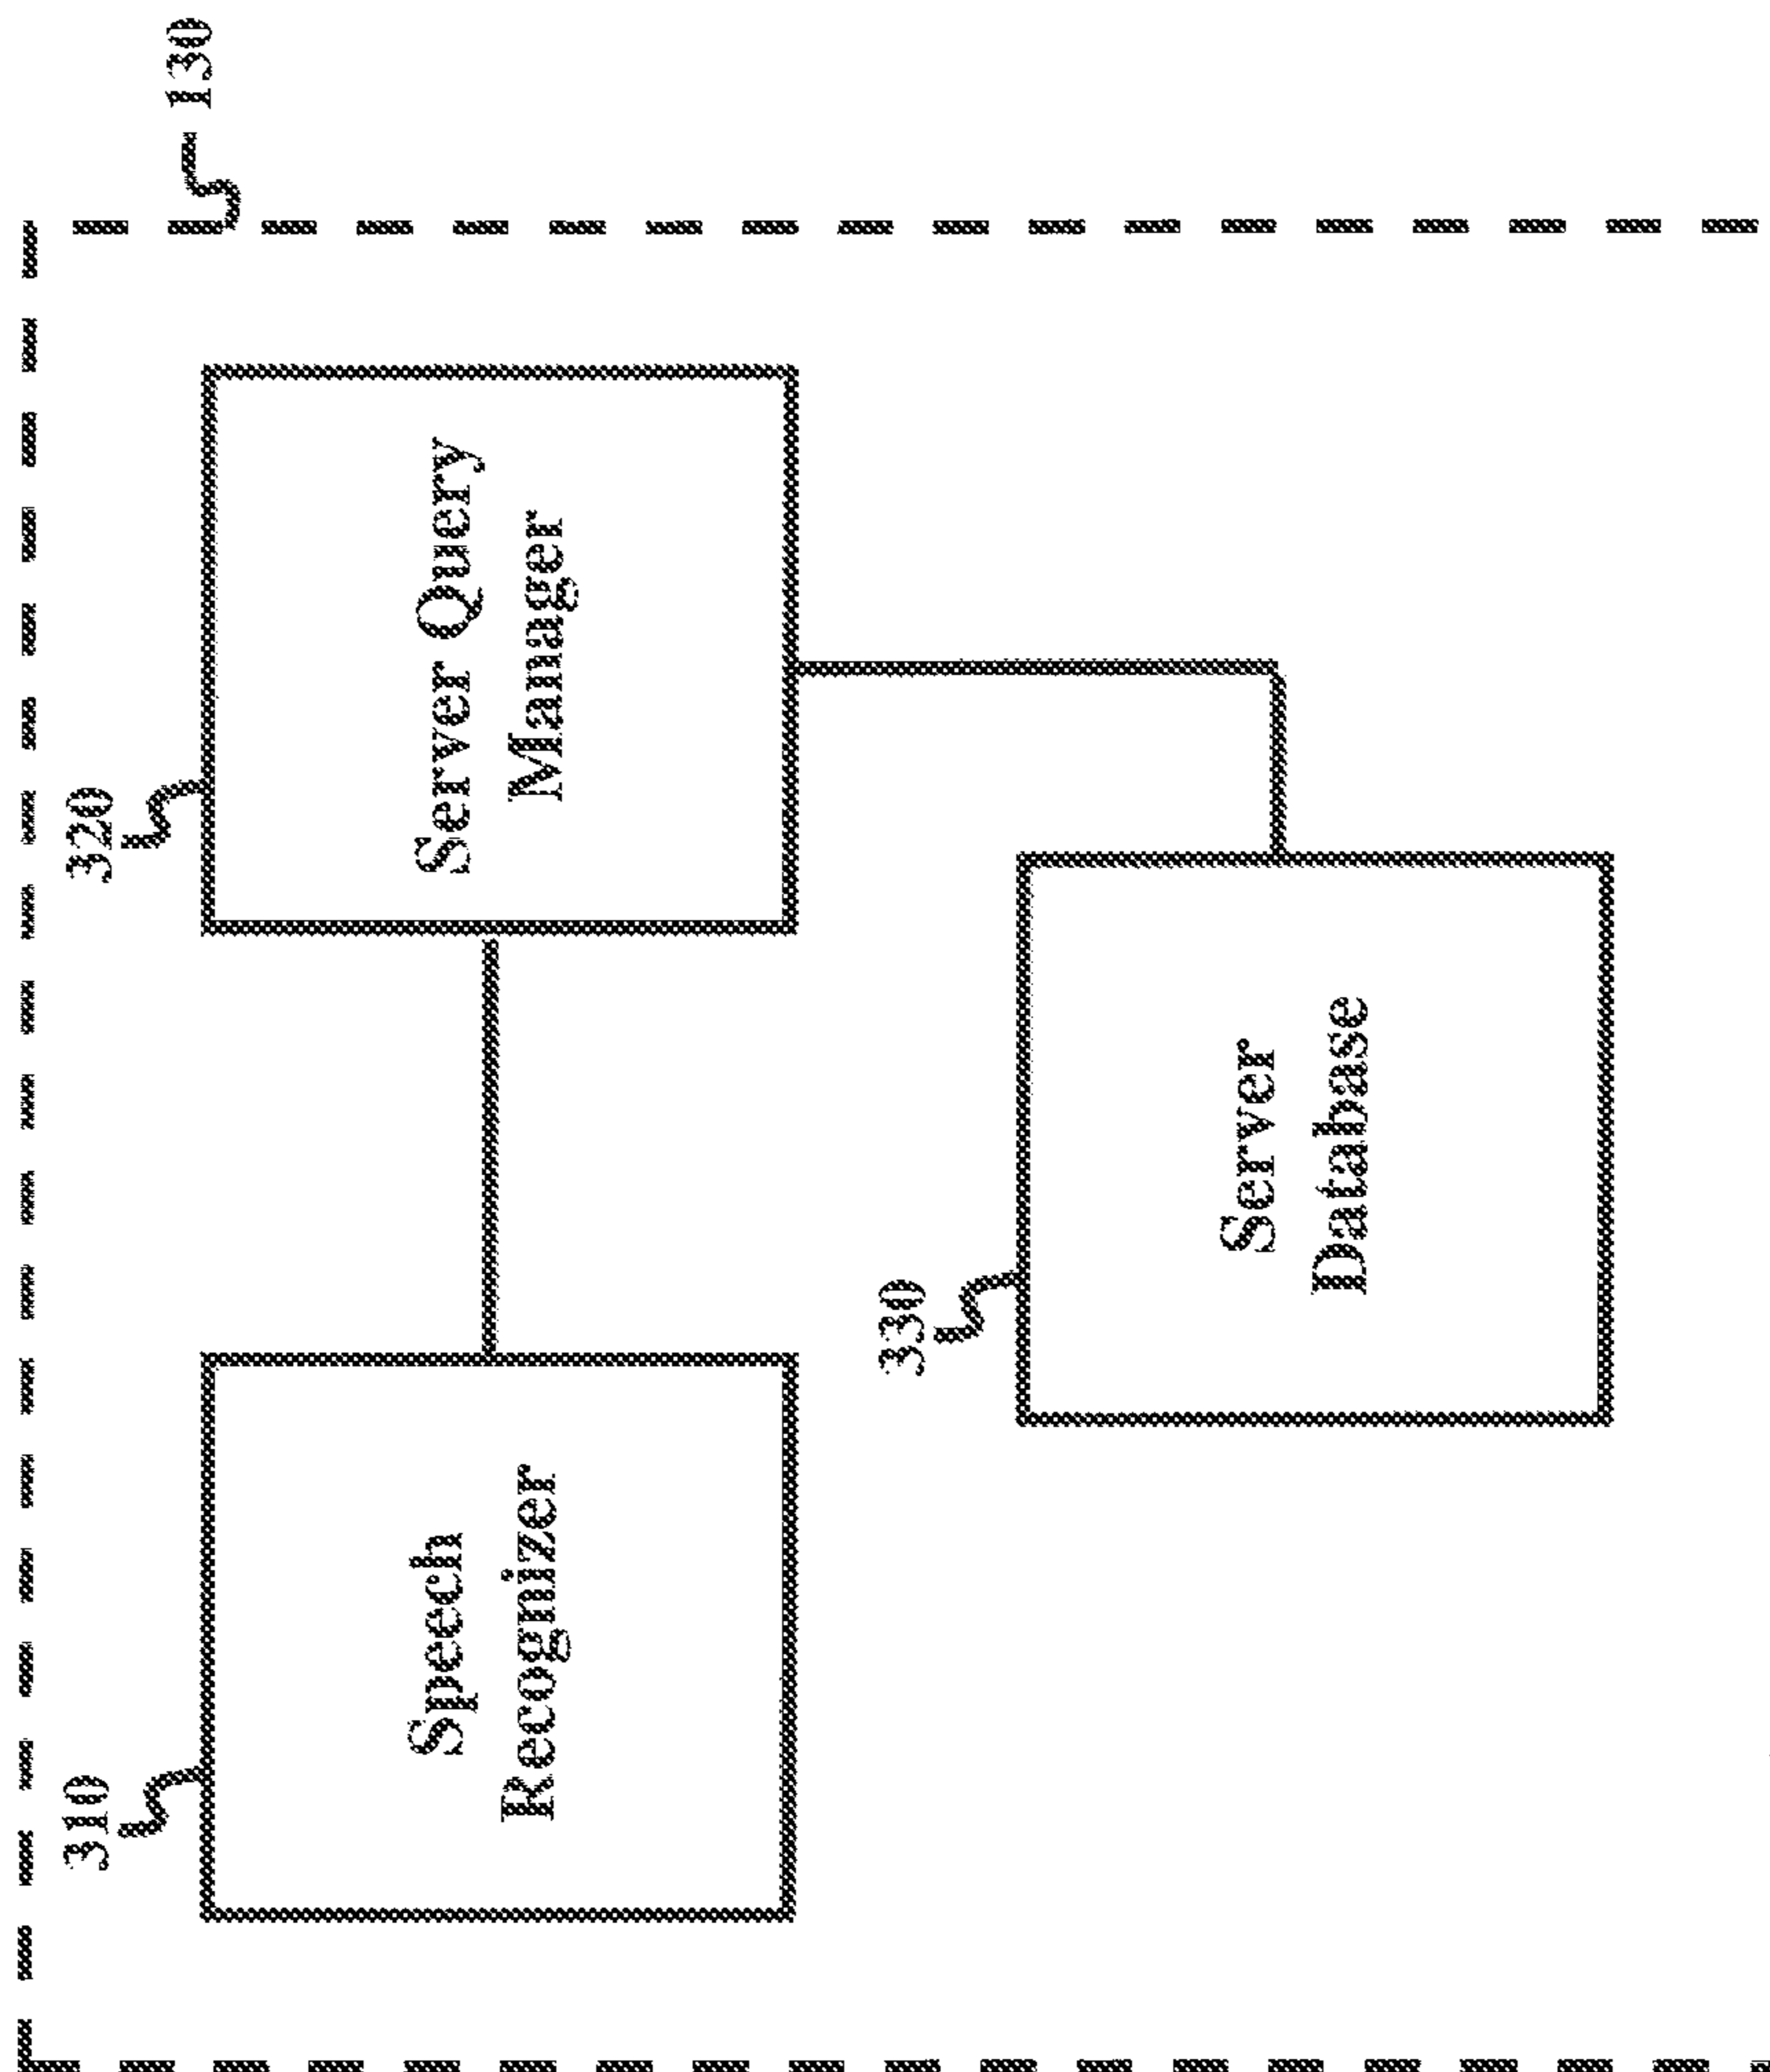 130
310
320
Speech
Recognizer
Server Query
Manager
330
Server
Database